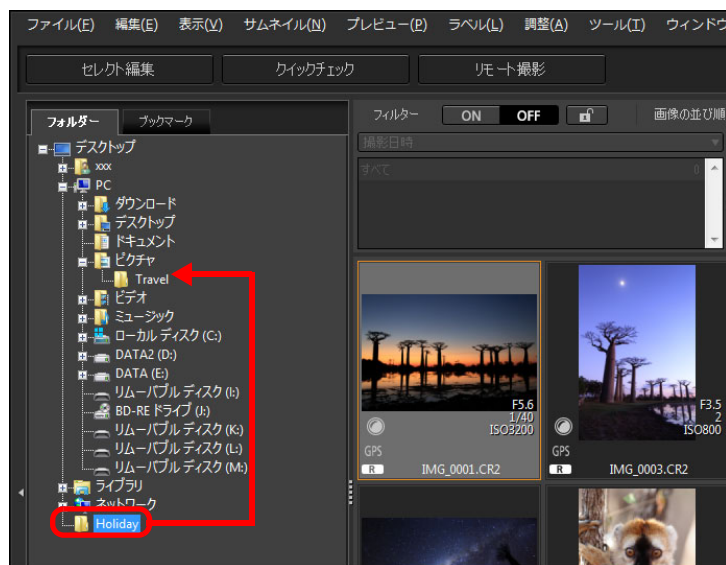 ファイル(F) 編集(E) 表示(V) サムネイル(N) プレビュー(P) ラベル(L) 調整(A) ツール(T) ウィンドウ
セレクト編集 クイックチェック リモート撮影
フォルダー ブックマーク
フィルター ON OFF 画像の並び順
撮影日時
すべて 0
デスクトップ
xxx
PC
ダウンロード
デスクトップ
ドキュメント
ピクチャ
Travel
ビデオ
ミュージック
ローカル ディスク (C:)
DATA2 (D:)
DATA (E:)
リムーバブル ディスク (I:)
BD-RE ドライブ (J:)
リムーバブル ディスク (K:)
リムーバブル ディスク (L:)
リムーバブル ディスク (M:)
ライブラリ
ネットワーク
Holiday
F5.6
1/40
ISO3200
GPS
R IMG_0001.CR2
F3.5
2
ISO800
GPS
R IMG_0003.CR2